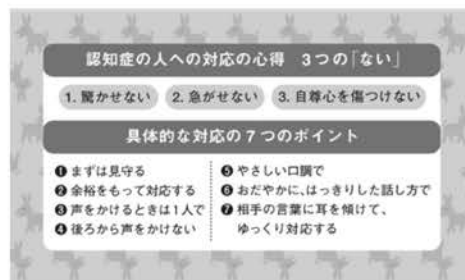 認知症の人への対応の心得 3つの「ない」
1. 驚かせない 2. 急がせない 3. 自尊心を傷つけない
具体的な対応の7つのポイント
❶ まずは見守る
❷ 余裕をもって対応する
❸ 声をかけるときは1人で
❹ 後ろから声をかけない
❺ やさしい口調で
❻ おだやかに、はっきりした話し方で
❼ 相手の言葉に耳を傾けて、
ゆっくり対応する